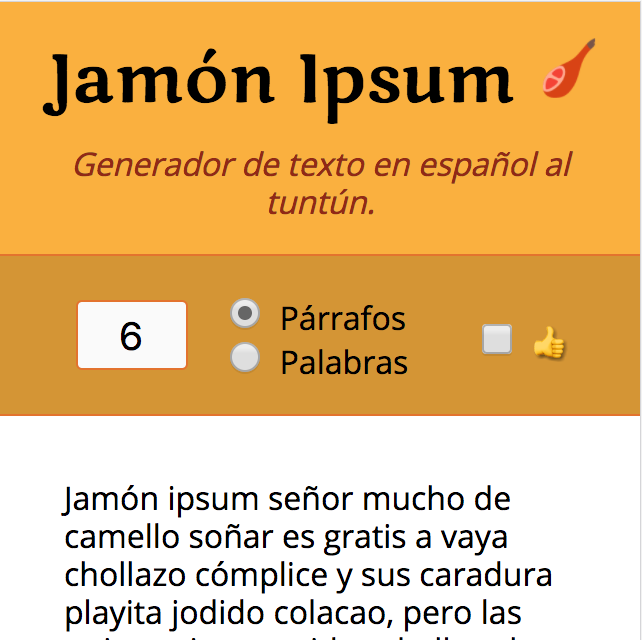 Jamón Ipsum
Generador de texto en español al
tuntún.
6
Párrafos
Palabras
Jamón ipsum señor mucho de
camello soñar es gratis a vaya
chollazo cómplice y sus caradura
playita jodido colacao, pero las